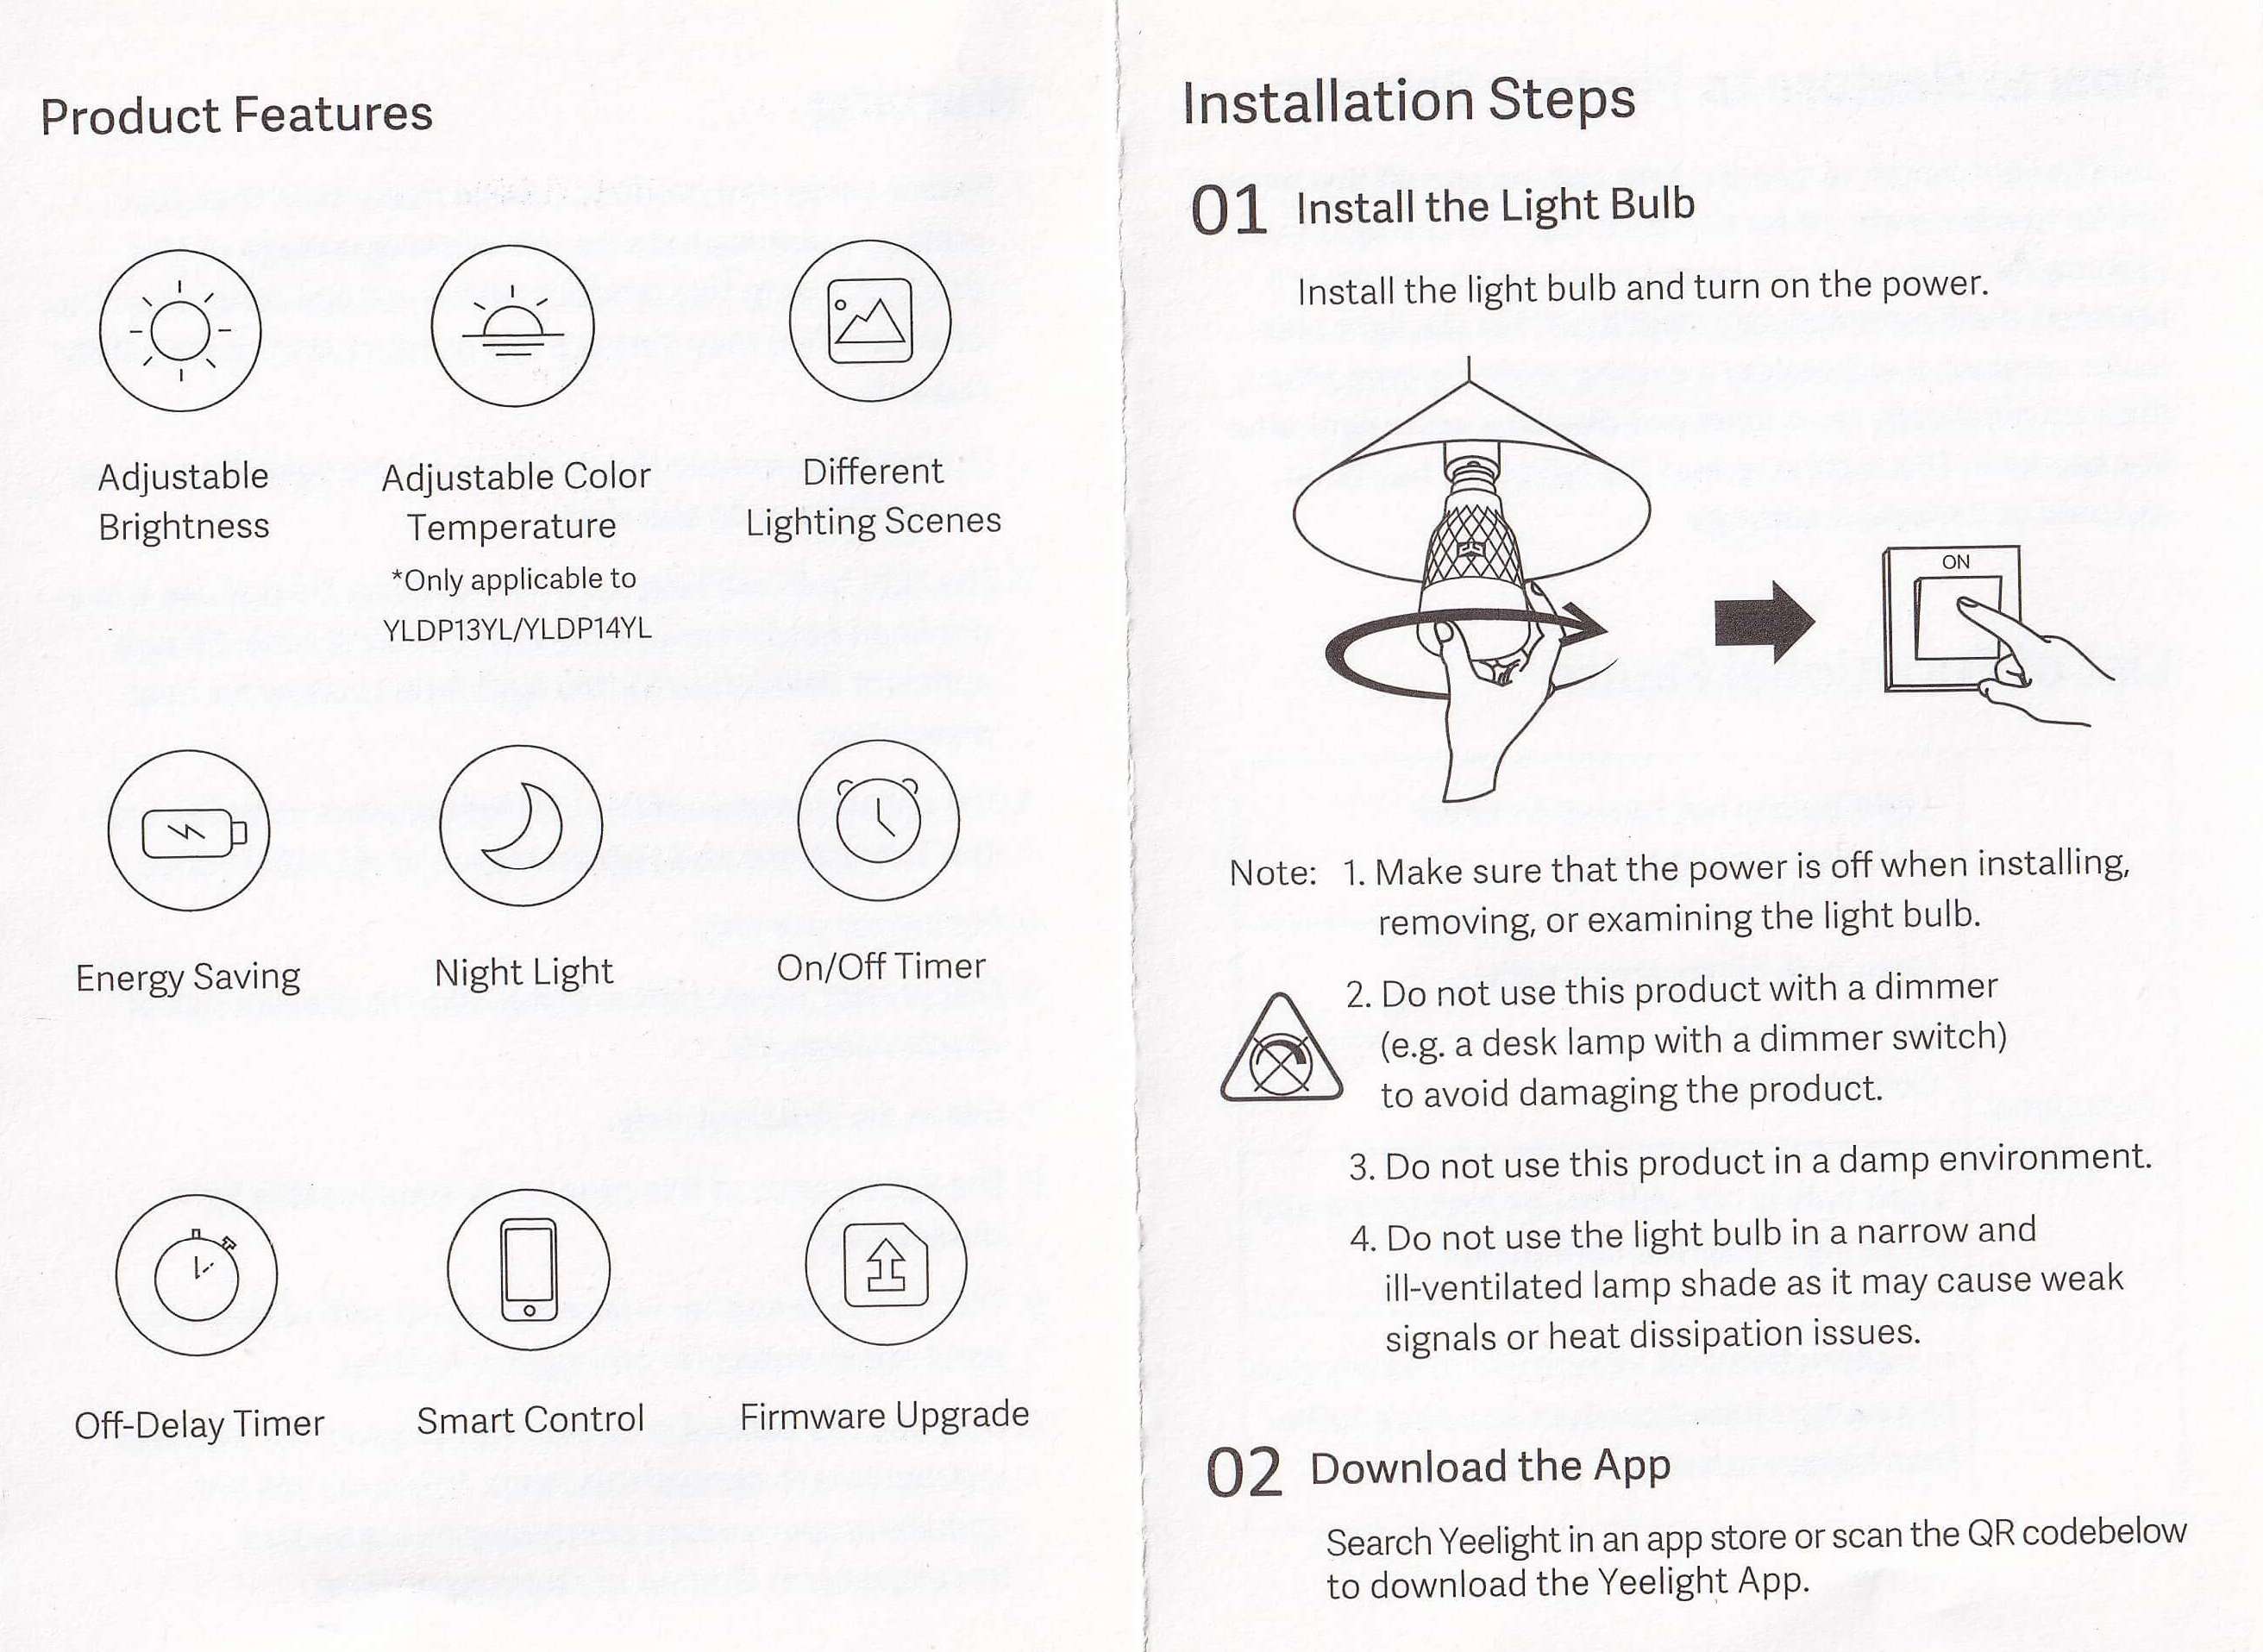 Product Features
Adjustable
Brightness
Adjustable Color
Temperature
*Only applicable to
YLDP13YL/YLDP14YL
Different
Lighting Scenes
Energy Saving
Night Light
On/Off Timer
Off-Delay Timer
Smart Control
Firmware Upgrade
Installation Steps
01 Install the Light Bulb
Install the light bulb and turn on the power.
ON
Note: 1. Make sure that the power is off when installing,
removing, or examining the light bulb.
2. Do not use this product with a dimmer
(e.g. a desk lamp with a dimmer switch)
to avoid damaging the product.
3. Do not use this product in a damp environment.
4. Do not use the light bulb in a narrow and
ill-ventilated lamp shade as it may cause weak
signals or heat dissipation issues.
02 Download the App
Search Yeelight in an app store or scan the QR codebelow
to download the Yeelight App.